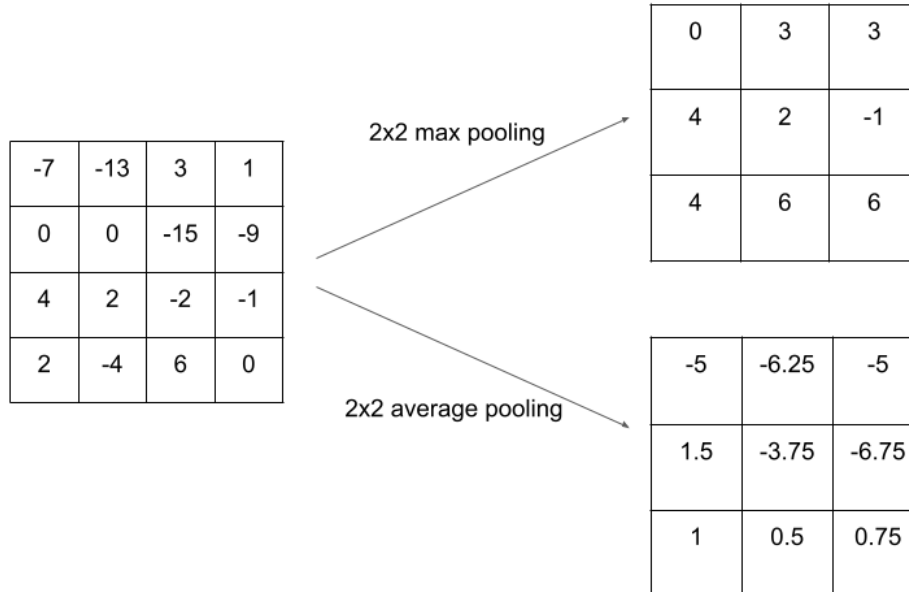 -7 -13 3 1
0 0 -15 -9
4 2 -2 -1
2 -4 6 0
2x2 max pooling
0 3 3
4 2 -1
4 6 6
2x2 average pooling
-5 -6.25 -5
1.5 -3.75 -6.75
1 0.5 0.75